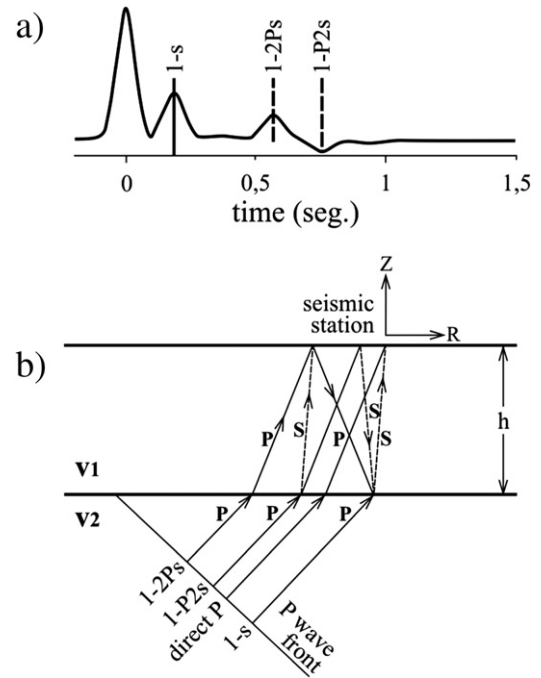 a)
1-s
1-2Ps
1-P2s
0
0,5
1
1,5
time (seg.)
b)
Z
seismic
station
R
P
S
P
S
S
h
v1
v2
P
P
P
1-2Ps
1-P2s
direct P
1-s
P wave
front